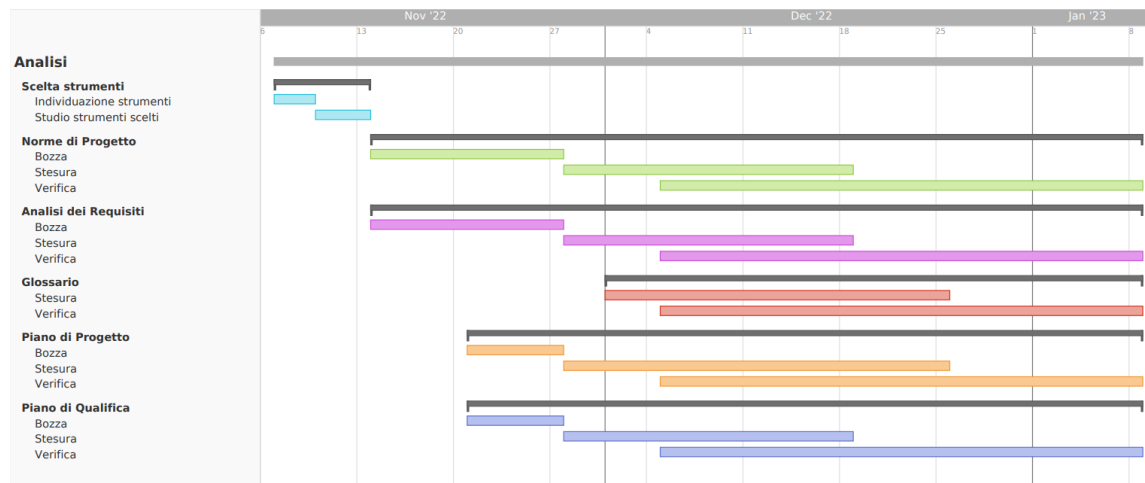 Nov '22 Dec '22 Jan '23
6 13 20 27 4 11 18 25 1 8
Analisi
Scelta strumenti
Individuazione strumenti
Studio strumenti scelti
Norme di Progetto
Bozza
Stesura
Verifica
Analisi dei Requisiti
Bozza
Stesura
Verifica
Glossario
Stesura
Verifica
Piano di Progetto
Bozza
Stesura
Verifica
Piano di Qualifica
Bozza
Stesura
Verifica